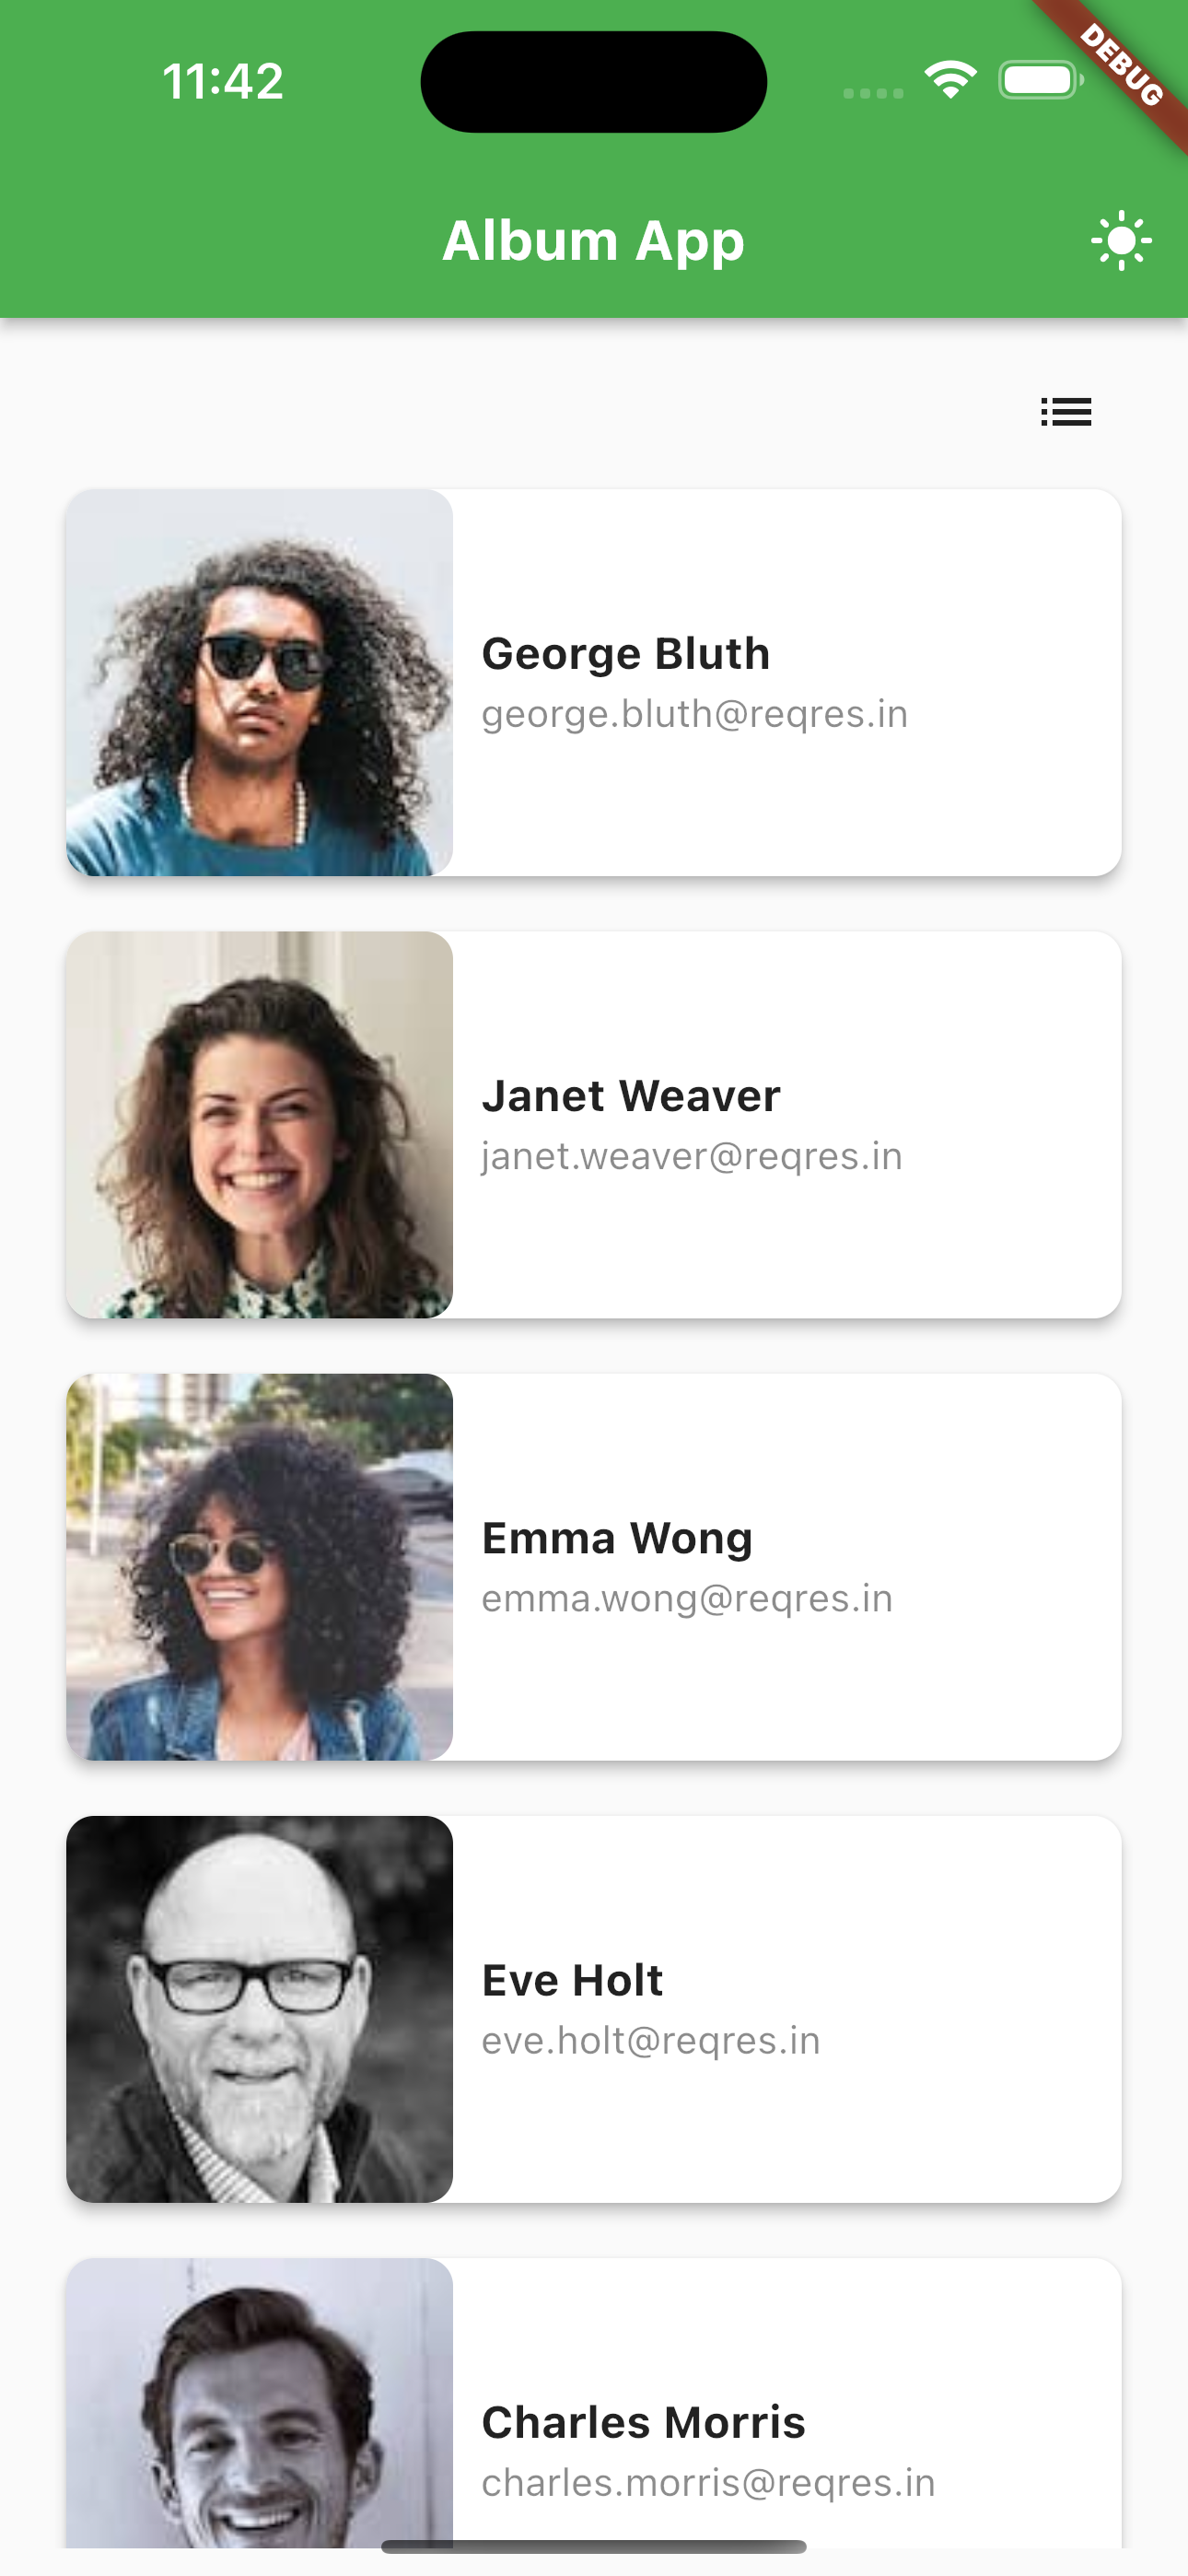 11:42
DEBUG
Album App
George Bluth
george.bluth@reqres.in
Janet Weaver
janet.weaver@reqres.in
Emma Wong
emma.wong@reqres.in
Eve Holt
eve.holt@reqres.in
Charles Morris
charles.morris@reqres.in